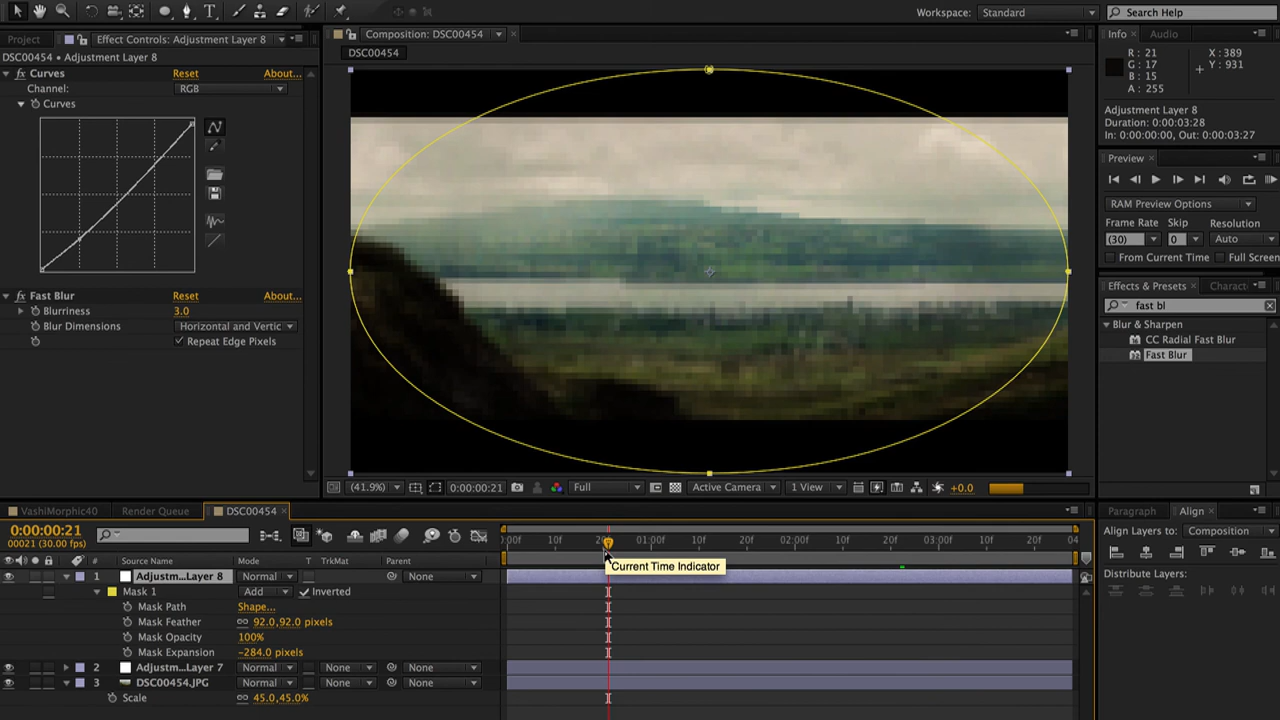 Workspace: Standard
Search Help
Project
Effect Controls: Adjustment Layer 8
Composition: DSC00454
Info
Audio
DSC00454 • Adjustment Layer 8
DSC00454
R: 21
G: 17
B: 15
A: 255
X: 389
Y: 931
Curves
Reset
About...
Channel:
RGB
Curves
Adjustment Layer 8
Duration: 0:00:03:28
In: 0:00:00:00, Out: 0:00:03:27
Preview
RAM Preview Options
Frame Rate
Skip
Resolution
(30)
0
Auto
From Current Time
Full Screen
Effects & Presets
Charact
fast bl
Blur & Sharpen
CC Radial Fast Blur
Fast Blur
Fast Blur
Reset
About...
Blurriness
3.0
Blur Dimensions
Horizontal and Vertic
Repeat Edge Pixels
(41.9%)
0:00:00:21
Full
Active Camera
1 View
+0.0
VashiMorphic40
Render Queue
DSC00454
Paragraph
Align
0:00:00:21
00021 (30.00 fps)
Align Layers to:
Composition
Distribute Layers:
:00f
10f
20f
01:00f
10f
20f
02:00f
10f
20f
03:00f
10f
20f
04
Current Time Indicator
#
Source Name
Mode
T
TrkMat
Parent
1
Adjustm...Layer 8
Normal
None
Mask 1
Add
Inverted
Mask Path
Shape...
Mask Feather
92.0,92.0 pixels
Mask Opacity
100%
Mask Expansion
-284.0 pixels
2
Adjustm...Layer 7
Normal
None
None
3
DSC00454.JPG
Normal
None
None
Scale
45.0,45.0%